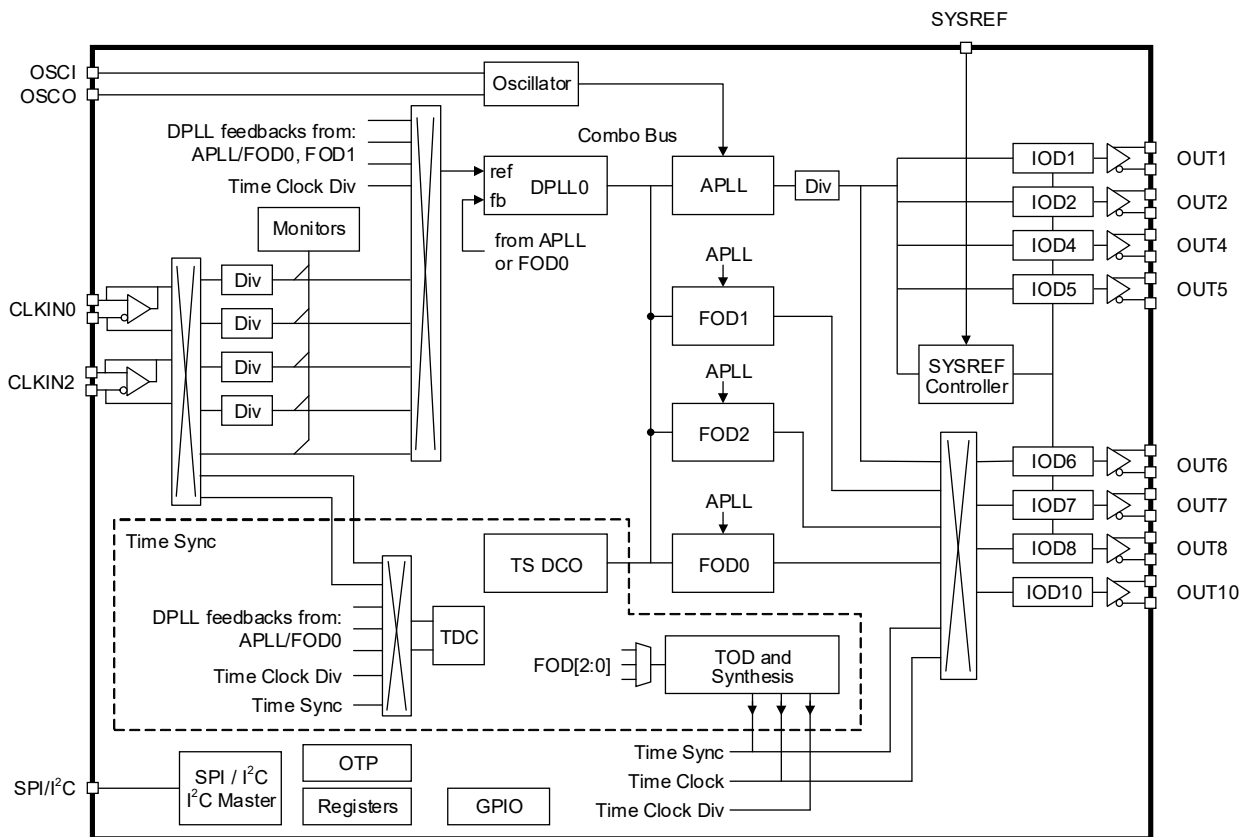 SYSREF
OSCI
OSCO
Oscillator
DPLL feedbacks from:
APLL/FOD0, FOD1
Time Clock Div
Combo Bus
ref
fb
DPLL0
APLL
Div
IOD1
OUT1
IOD2
OUT2
IOD4
OUT4
IOD5
OUT5
Monitors
from APLL
or FOD0
CLKIN0
CLKIN2
Div
Div
Div
Div
APLL
FOD1
APLL
FOD2
SYSREF
Controller
IOD6
OUT6
IOD7
OUT7
IOD8
OUT8
IOD10
OUT10
Time Sync
TS DCO
APLL
FOD0
DPLL feedbacks from:
APLL/FOD0
Time Clock Div
Time Sync
TDC
FOD[2:0]
TOD and
Synthesis
Time Sync
Time Clock
Time Clock Div
SPI/I²C
SPI / I²C
I²C Master
OTP
Registers
GPIO